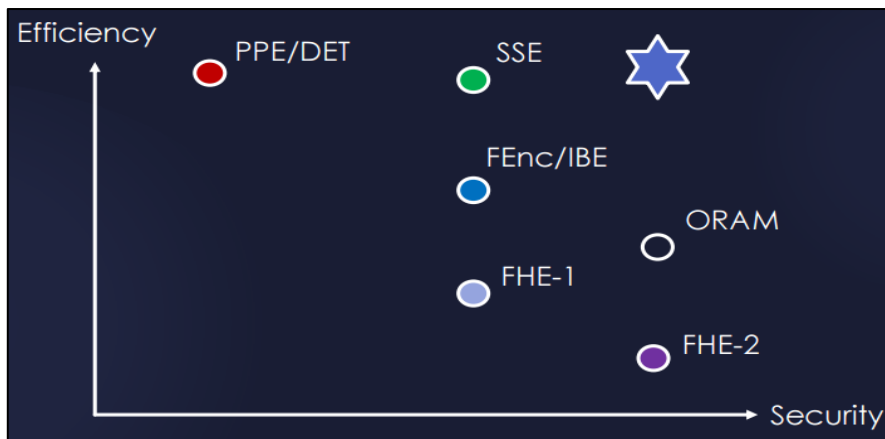 Efficiency
PPE/DET
SSE
FEnc/IBE
ORAM
FHE-1
FHE-2
Security